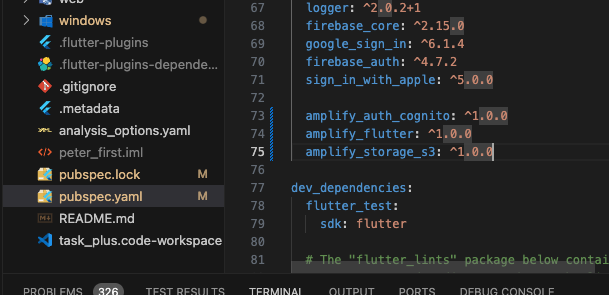 web
windows
.flutter-plugins
.flutter-plugins-depende...
.gitignore
.metadata
analysis_options.yaml
peter_first.iml
pubspec.lock M
pubspec.yaml M
README.md
task_plus.code-workspace
67 logger: ^2.0.2+1
68 firebase_core: ^2.15.0
69 google_sign_in: ^6.1.4
70 firebase_auth: ^4.7.2
71 sign_in_with_apple: ^5.0.0
72
73 amplify_auth_cognito: ^1.0.0
74 amplify_flutter: ^1.0.0
75 amplify_storage_s3: ^1.0.0
76
77 dev_dependencies:
78 flutter_test:
79 sdk: flutter
80
81 # The "flutter_lints" package below contai
PROBLEMS 326 TEST RESULTS TERMINAL OUTPUT PORTS DEBUG CONSOLE